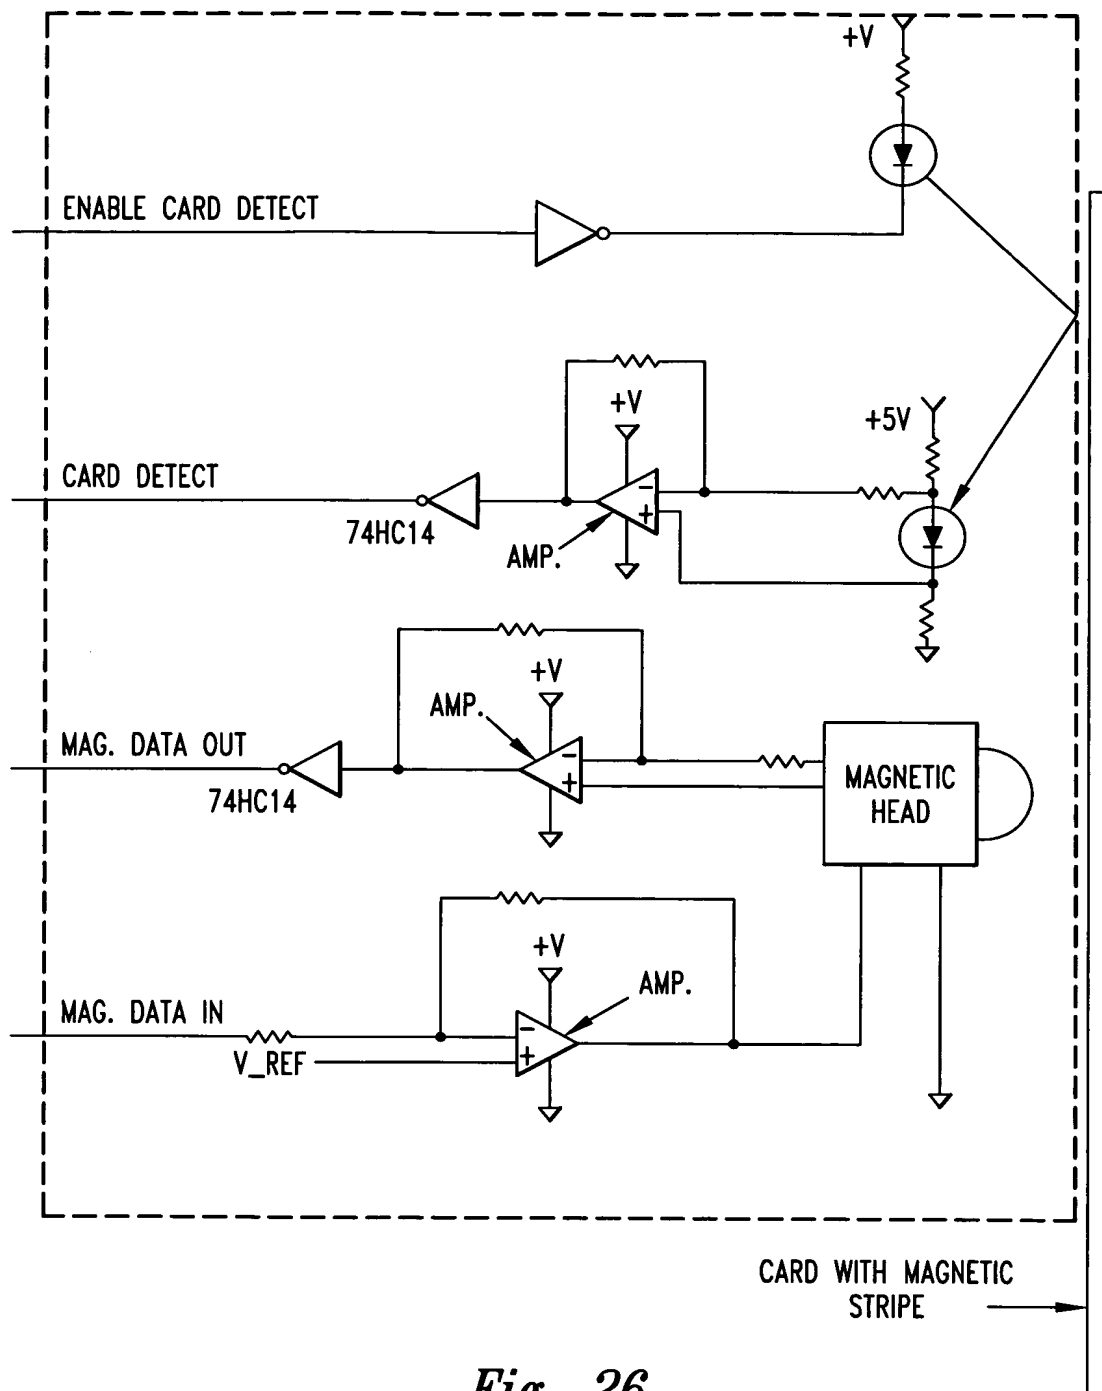 +V
ENABLE CARD DETECT
+V
+5V
CARD DETECT
−
+
74HC14
AMP.
+V
AMP.
MAG. DATA OUT
−
+
74HC14
MAGNETIC
HEAD
+V
AMP.
MAG. DATA IN
−
+
V_REF
CARD WITH MAGNETIC
STRIPE
Fig. 26